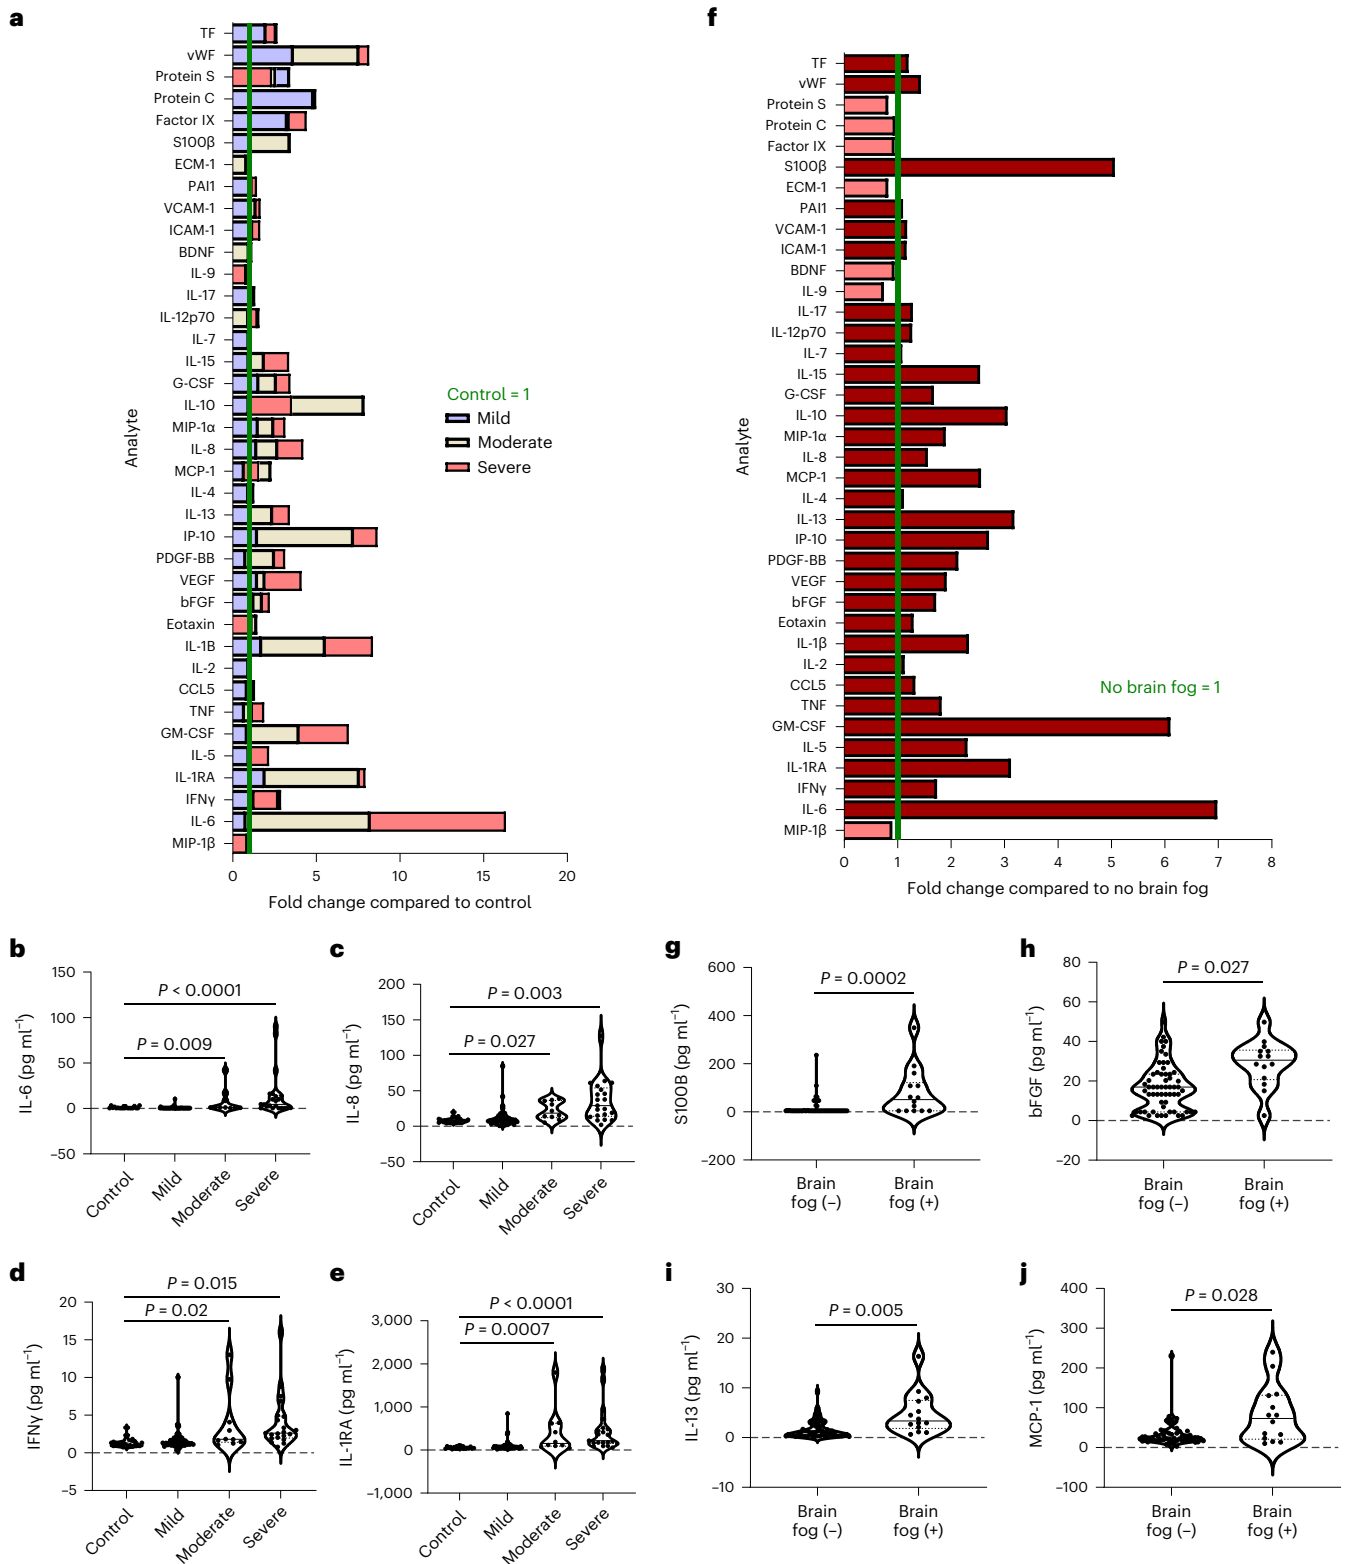 a
TF
vWF
Protein S
Protein C
Factor IX
S100β
ECM-1
PAI1
VCAM-1
ICAM-1
BDNF
IL-9
IL-17
IL-12p70
IL-7
IL-15
G-CSF
IL-10
MIP-1α
IL-8
MCP-1
IL-4
IL-13
IP-10
PDGF-BB
VEGF
bFGF
Eotaxin
IL-1B
IL-2
CCL5
TNF
GM-CSF
IL-5
IL-1RA
IFNγ
IL-6
MIP-1β
Analyte
Control = 1
Mild
Moderate
Severe
0 5 10 15 20
Fold change compared to control
f
TF
vWF
Protein S
Protein C
Factor IX
S100β
ECM-1
PAI1
VCAM-1
ICAM-1
BDNF
IL-9
IL-17
IL-12p70
IL-7
IL-15
G-CSF
IL-10
MIP-1α
IL-8
MCP-1
IL-4
IL-13
IP-10
PDGF-BB
VEGF
bFGF
Eotaxin
IL-1β
IL-2
CCL5
TNF
GM-CSF
IL-5
IL-1RA
IFNγ
IL-6
MIP-1β
Analyte
No brain fog = 1
0 1 2 3 4 5 6 7 8
Fold change compared to no brain fog
b
IL-6 (pg ml⁻¹)
150
100
50
0
–50
P < 0.0001
P = 0.009
Control
Mild
Moderate
Severe
c
IL-8 (pg ml⁻¹)
200
150
100
50
0
–50
P = 0.003
P = 0.027
Control
Mild
Moderate
Severe
g
S100B (pg ml⁻¹)
600
400
200
0
–200
P = 0.0002
Brain
fog (–)
Brain
fog (+)
h
bFGF (pg ml⁻¹)
80
60
40
20
0
–20
P = 0.027
Brain
fog (–)
Brain
fog (+)
d
IFNγ (pg ml⁻¹)
20
15
10
5
0
–5
P = 0.015
P = 0.02
Control
Mild
Moderate
Severe
e
IL-1RA (pg ml⁻¹)
3,000
2,000
1,000
0
–1,000
P < 0.0001
P = 0.0007
Control
Mild
Moderate
Severe
i
IL-13 (pg ml⁻¹)
30
20
10
0
–10
P = 0.005
Brain
fog (–)
Brain
fog (+)
j
MCP-1 (pg ml⁻¹)
400
300
200
100
0
–100
P = 0.028
Brain
fog (–)
Brain
fog (+)